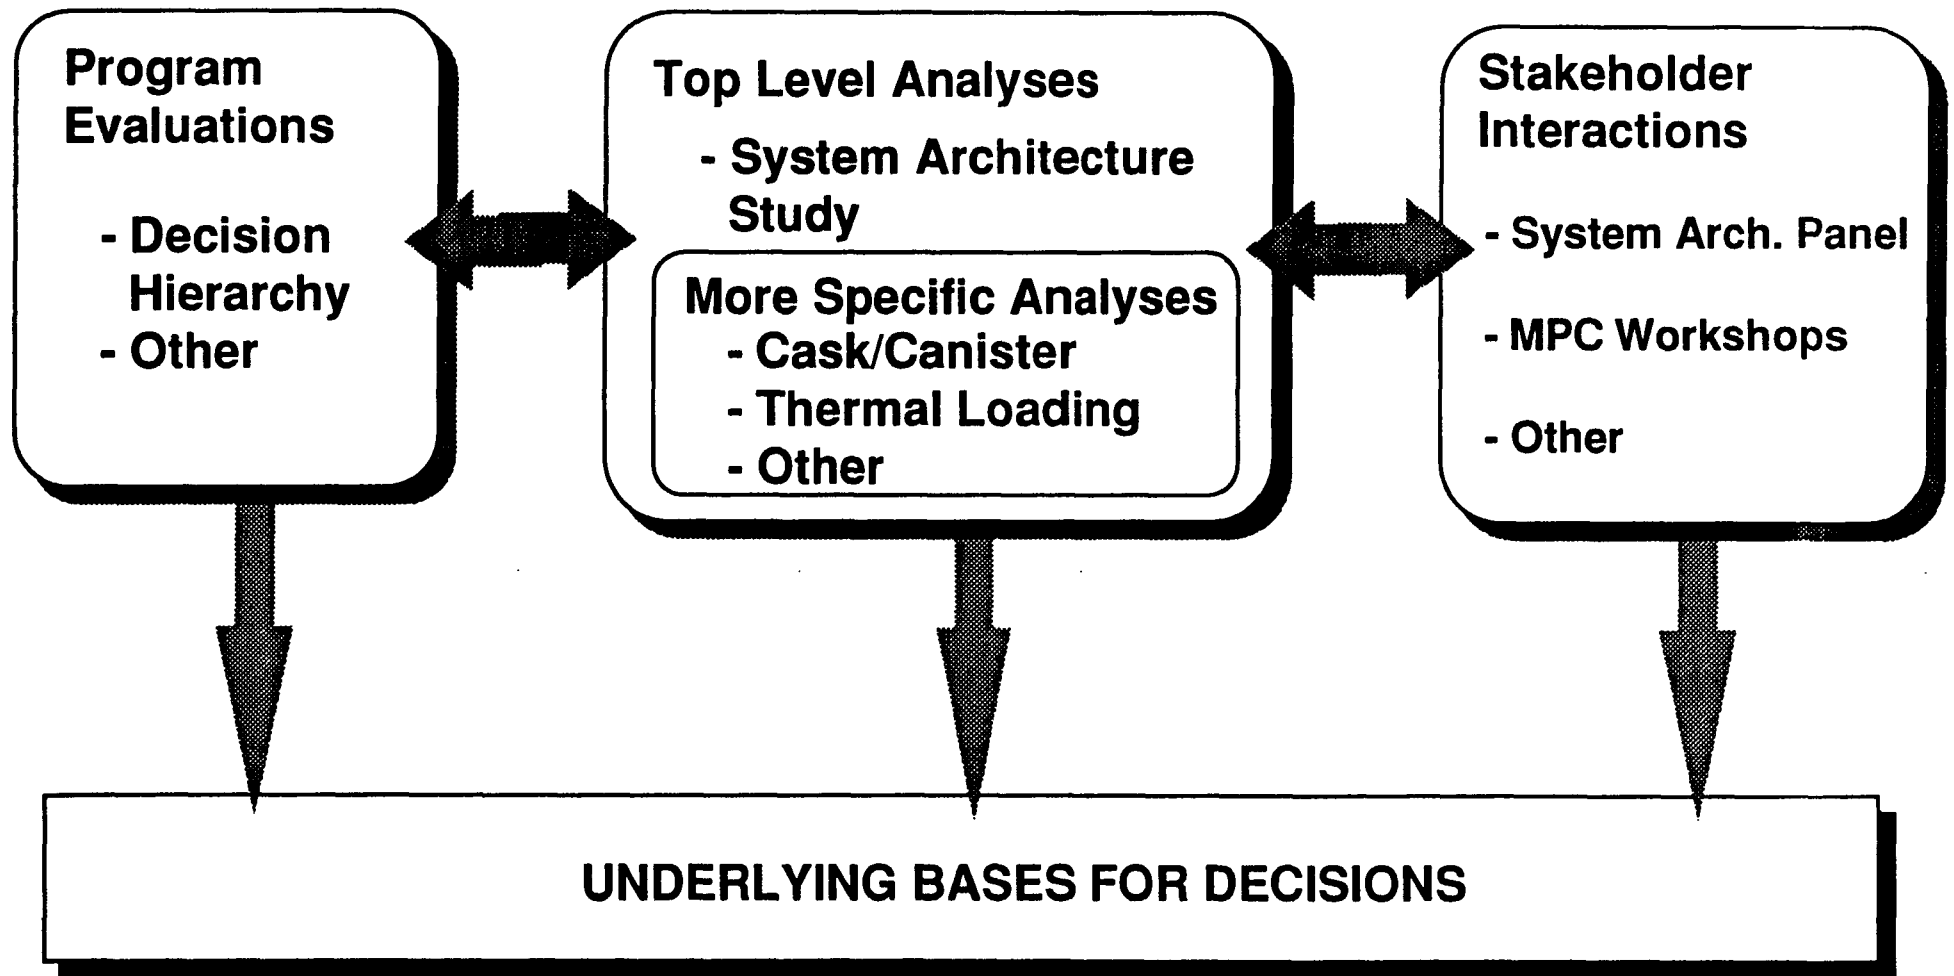 Program
Evaluations
- Decision
Hierarchy
- Other
Top Level Analyses
- System Architecture
Study
More Specific Analyses
- Cask/Canister
- Thermal Loading
- Other
Stakeholder
Interactions
- System Arch. Panel
- MPC Workshops
- Other
UNDERLYING BASES FOR DECISIONS